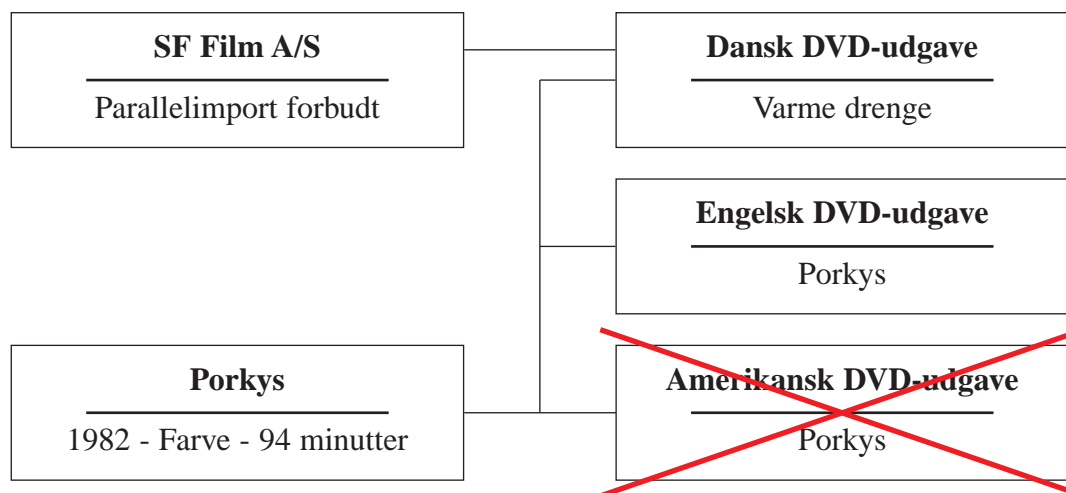 SF Film A/S
Parallelimport forbudt
Dansk DVD-udgave
Varme drenge
Engelsk DVD-udgave
Porkys
Porkys
1982 - Farve - 94 minutter
Amerikansk DVD-udgave
Porkys